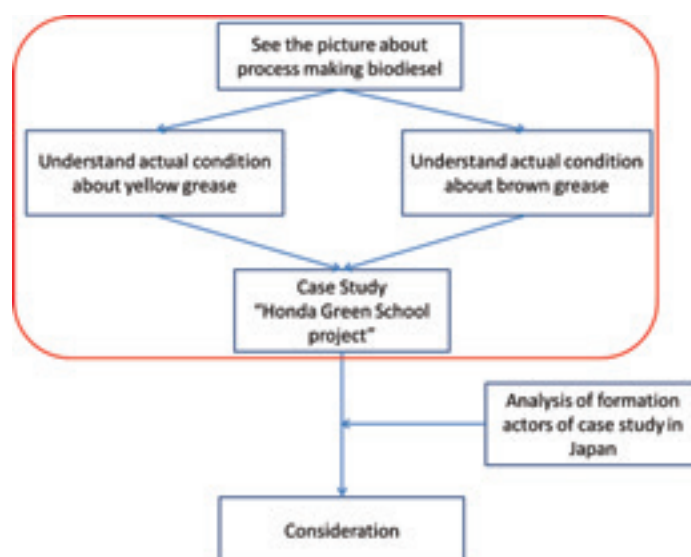 See the picture about
process making biodiesel
Understand actual condition
about yellow grease
Understand actual condition
about brown grease
Case Study
“Honda Green School
project”
Analysis of formation
actors of case study in
Japan
Consideration